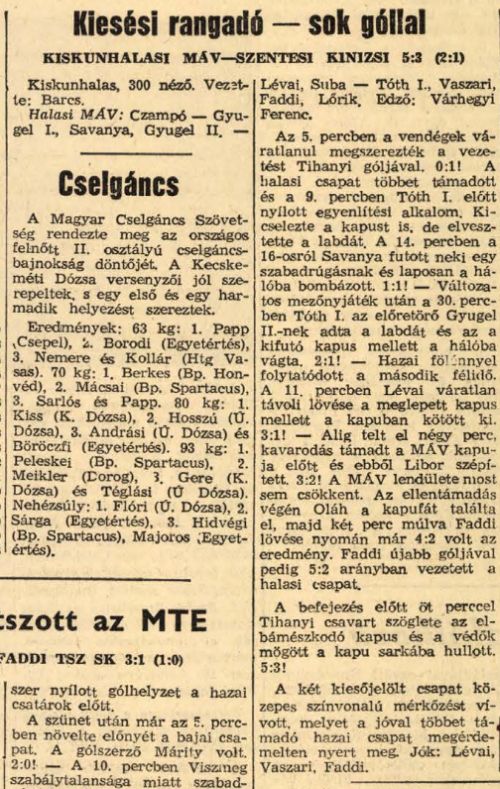 Kiesési rangadó — sok góllal
KISKUNHALASI MÁV—SZENTESI KINIZSI 5:3 (2:1)
Kiskunhalas, 300 néző. Vezet-
te: Barcs.
Halasi MÁV: Czampó — Gyu-
gel I., Savanya, Gyugel II. —
Lévai, Suba — Tóth I., Vaszari,
Faddi, Lőrik. Edző: Várhegyi
Ferenc.
Az 5. percben a vendégek vá-
ratlanul megszerezték a veze-
tést Tihanyi góljával. 0:1! A
halasi csapat többet támadott
és a 9. percben Tóth I. előtt
nyílott egyenlítési alkalom. Ki-
cselezte a kapust is, de elvesz-
tette a labdát. A 14. percben a
16-osról Savanya futott neki egy
szabadrúgásnak és laposan a há-
lóba bombázott. 1:1! — Változa-
tos mezőnyjáték után a 30. perc-
ben Tóth I. az előretörő Gyugel
II.-nek adta a labdát és az a
kifutó kapus mellett a hálóba
vágta. 2:1! — Hazai fölénnyel
folytatódott a második félidő.
A 11. percben Lévai váratlan
távoli lövése a meglepett kapus
mellett a kapuban kötött ki.
3:1! — Alig telt el négy perc,
kavarodás támadt a MÁV kapu-
ja előtt és ebből Libor szépí-
tett. 3:2! A MÁV lendülete most
sem csökkent. Az ellentámadás
végén Oláh a kapufát találta
el, majd két perc múlva Faddi
lövése nyomán már 4:2 volt az
eredmény. Faddi újabb góljával
pedig 5:2 arányban vezetett a
halasi csapat.
A befejezés előtt öt perccel
Tihanyi csavart szöglete az el-
bámészkodó kapus és a védők
mögött a kapu sarkába hullott.
5:3!
A két kiesőjelölt csapat kö-
zepes színvonalú mérkőzést ví-
vott, melyet a jóval többet tá-
madó hazai csapat megérde-
melten nyert meg. Jók: Lévai,
Vaszari, Faddi.
Cselgáncs
A Magyar Cselgáncs Szövet-
ség rendezte meg az országos
felnőtt II. osztályú cselgáncs-
bajnokság döntőjét. A Kecske-
méti Dózsa versenyzői jól sze-
repeltek, s egy első és egy har-
madik helyezést szereztek.
Eredmények: 63 kg: 1. Papp
(Csepel), 2. Borodi (Egyetértés),
3. Nemere és Kollár (Htg Va-
sas). 70 kg: 1. Berkes (Bp. Hon-
véd), 2. Mácsai (Bp. Spartacus),
3. Sarlós és Papp. 80 kg: 1.
Kiss (K. Dózsa), 2. Hosszú (Ú.
Dózsa), 3. Andrási (Ú. Dózsa) és
Böröczfi (Egyetértés). 93 kg: 1.
Peleskei (Bp. Spartacus), 2.
Meikler (Dorog), 3. Gere (K.
Dózsa) és Téglási (Ú Dózsa).
Nehézsúly: 1. Flóri (Ú. Dózsa), 2.
Sárga (Egyetértés), 3. Hidvégi
(Bp. Spartacus), Majoros (Egyet-
értés).
tszott az MTE
FADDI TSZ SK 3:1 (1:0)
szer nyílott gólhelyzet a hazai
csatárok előtt.
A szünet után már az 5. perc-
ben növelte előnyét a bajai csa-
pat. A gólszerző Márity volt.
2:0! — A 10. percben Viszmeg
szabálytalansága miatt szabad-